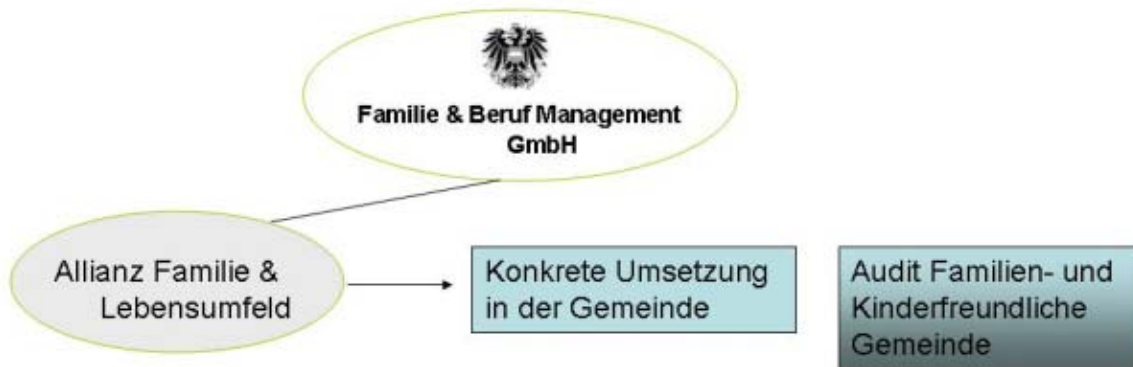 Familie & Beruf Management
GmbH
Allianz Familie &
Lebensumfeld
Konkrete Umsetzung
in der Gemeinde
Audit Familien- und
Kinderfreundliche
Gemeinde